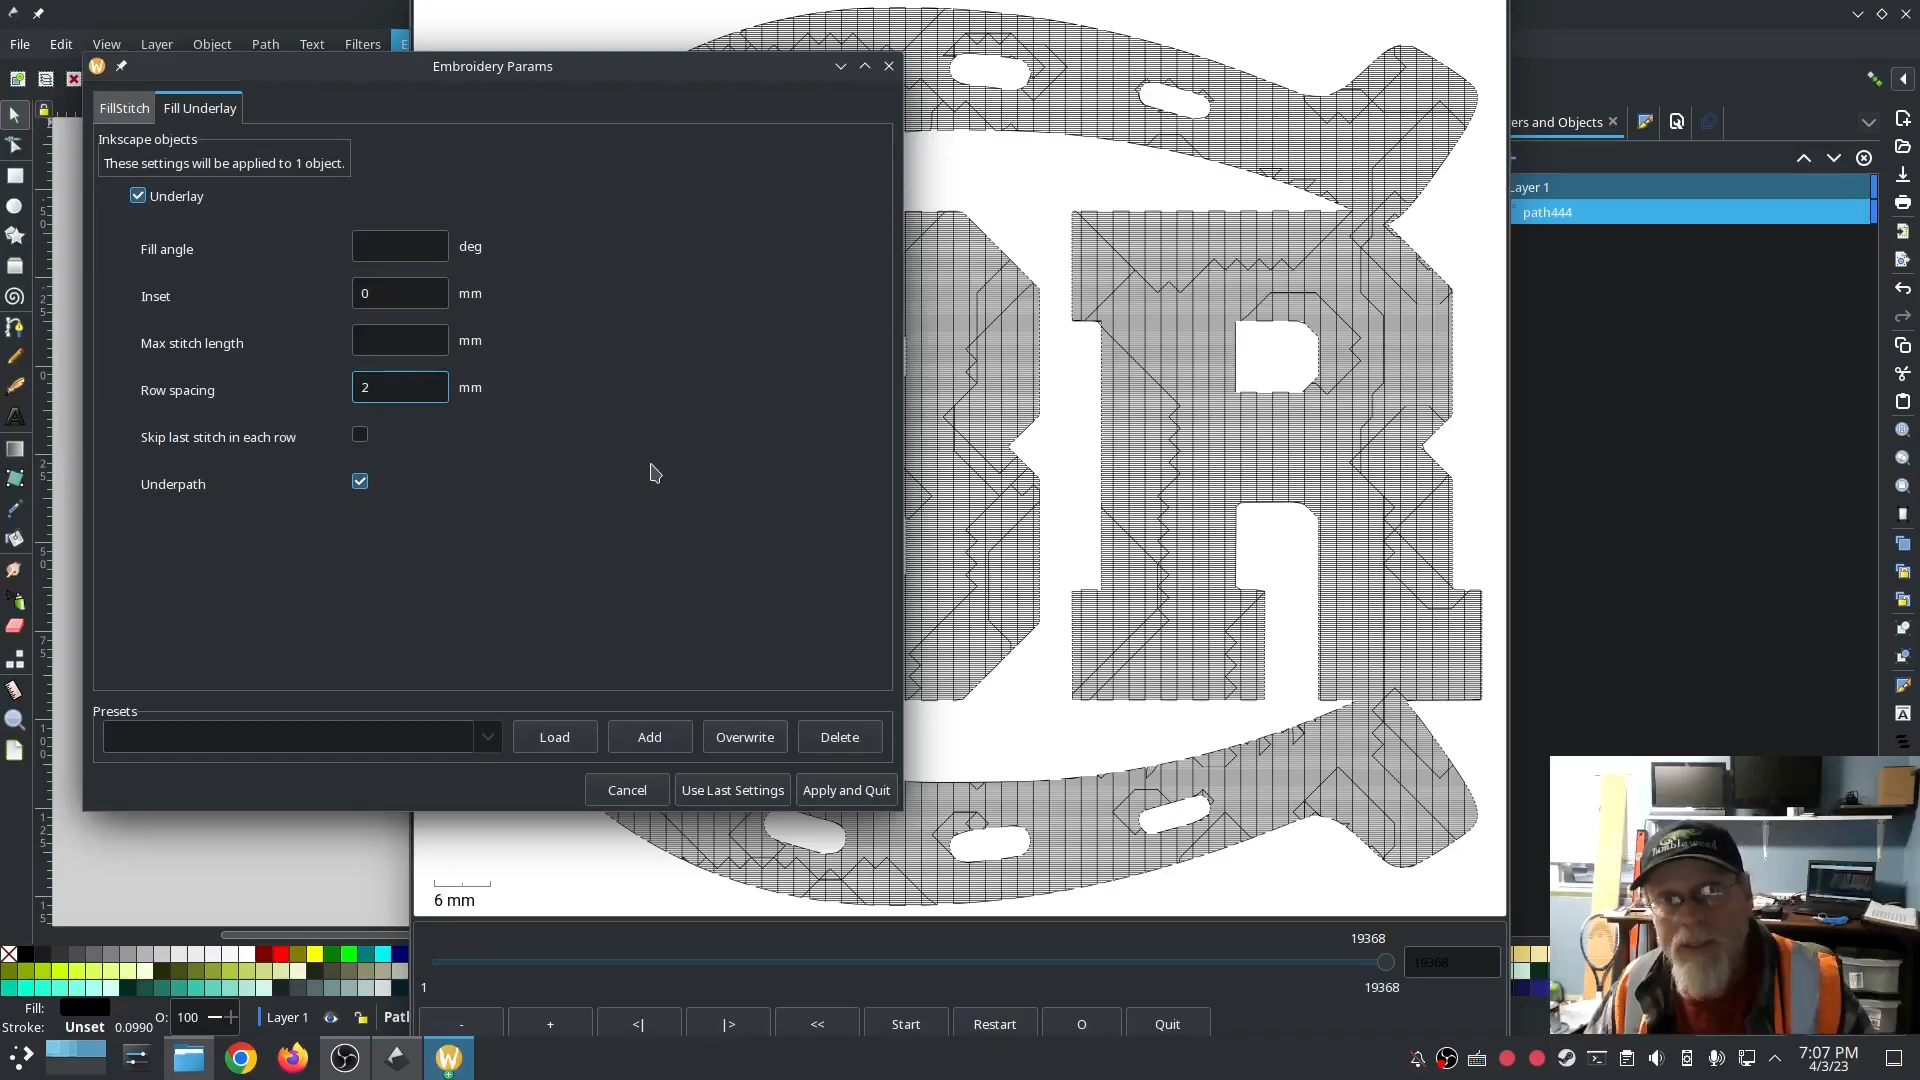 File Edit View Layer Object Path Text Filters
Embroidery Params
FillStitch Fill Underlay
Inkscape objects
These settings will be applied to 1 object.
Underlay
Fill angle deg
Inset 0 mm
Max stitch length mm
Row spacing 2 mm
Skip last stitch in each row
Underpath
Presets
Load Add Overwrite Delete
Cancel Use Last Settings Apply and Quit
ers and Objects
Layer 1
path444
6 mm
19368
19368
1
19368
- + <| |> << Start Restart O Quit
Fill:
Stroke: Unset 0.0990
O: 100
Layer 1
Path
Tumbleweed
7:07 PM
4/3/23